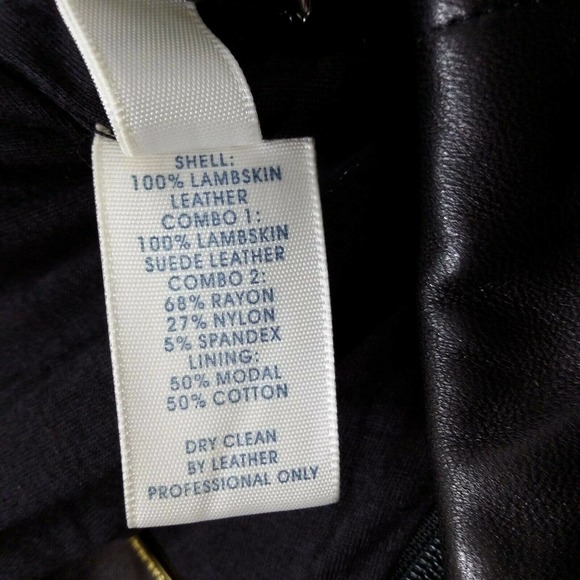 SHELL:
100% LAMBSKIN
LEATHER
COMBO 1:
100% LAMBSKIN
SUEDE LEATHER
COMBO 2:
68% RAYON
27% NYLON
5% SPANDEX
LINING:
50% MODAL
50% COTTON
DRY CLEAN
BY LEATHER
PROFESSIONAL ONLY